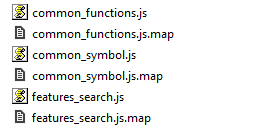 common_functions.js
common_functions.js.map
common_symbol.js
common_symbol.js.map
features_search.js
features_search.js.map